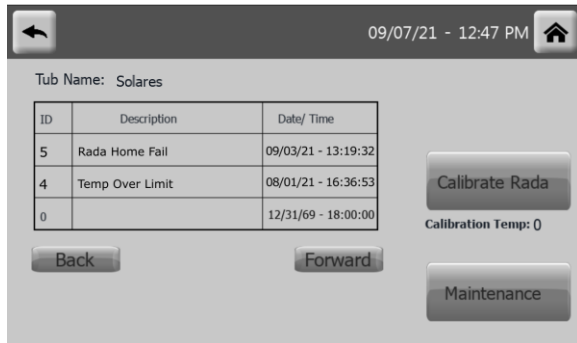 09/07/21 - 12:47 PM
Tub Name: Solares
ID Description Date/ Time
5 Rada Home Fail 09/03/21 - 13:19:32
4 Temp Over Limit 08/01/21 - 16:36:53
0 12/31/69 - 18:00:00
Calibrate Rada
Calibration Temp: 0
Back Forward
Maintenance